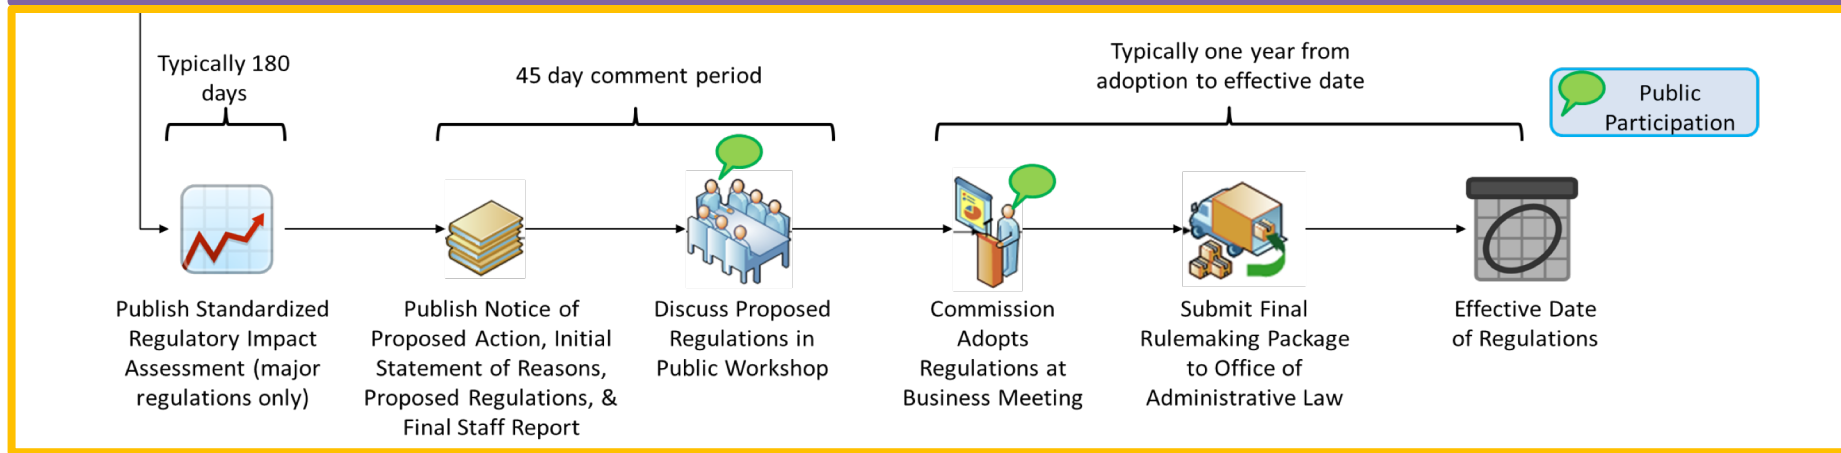 Typically 180
days
45 day comment period
Typically one year from
adoption to effective date
Public
Participation
Publish Standardized
Regulatory Impact
Assessment (major
regulations only)
Publish Notice of
Proposed Action, Initial
Statement of Reasons,
Proposed Regulations, &
Final Staff Report
Discuss Proposed
Regulations in
Public Workshop
Commission
Adopts
Regulations at
Business Meeting
Submit Final
Rulemaking Package
to Office of
Administrative Law
Effective Date
of Regulations